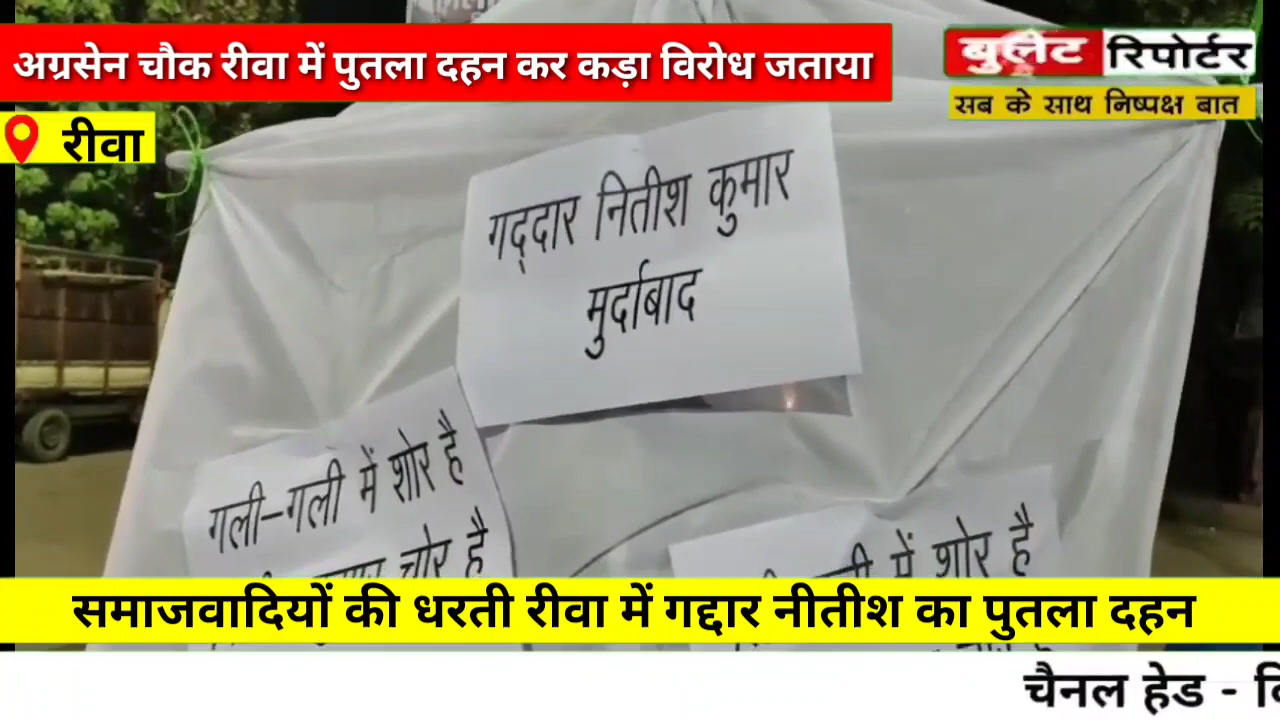 अग्रसेन चौक रीवा में पुतला दहन कर कड़ा विरोध जताया
बुलेट रिपोर्टर
सब के साथ निष्पक्ष बात
रीवा
गद्दार नितीश कुमार
मुर्दाबाद
गली-गली में शोर है
चोर है
में शोर है
समाजवादियों की धरती रीवा में गद्दार नीतीश का पुतला दहन
चैनल हेड -